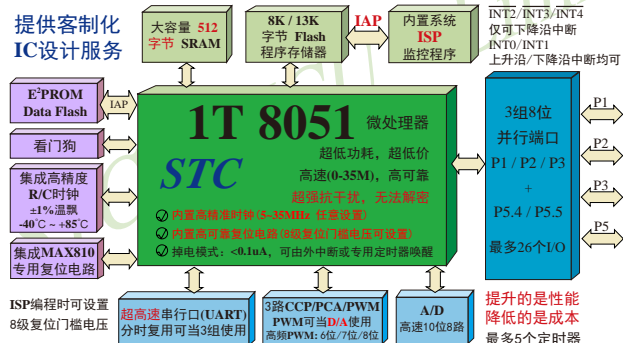 提供客制化
IC设计服务
大容量 512
字节 SRAM
8K / 13K
字节 Flash
程序存储器
IAP
内置系统
ISP
监控程序
INT2/INT3/INT4
仅可下降沿中断
INT0/INT1
上升沿/下降沿中断均可
E²PROM
Data Flash
IAP
看门狗
集成高精度
R/C时钟
±1%温飘
-40℃ ~ +85℃
集成MAX810
专用复位电路
ISP编程时可设置
8级复位门槛电压
1T 8051 微处理器
STC
超低功耗，超低价
高速(0-35M)，高可靠
超强抗干扰，无法解密
内置高精准时钟(5~35MHz 任意设置)
内置高可靠复位电路(8级复位门槛电压可设置)
掉电模式：<0.1uA，可由外中断或专用定时器唤醒
3组8位
并行端口
P1 / P2 / P3
+
P5.4 / P5.5
最多26个I/O
P1
P2
P3
P5
超高速串行口(UART)
分时复用可当3组使用
3路CCP/PCA/PWM
PWM可当D/A使用
高频PWM: 6位/7位/8位
A/D
高速10位8路
提升的是性能
降低的是成本
最多5个定时器